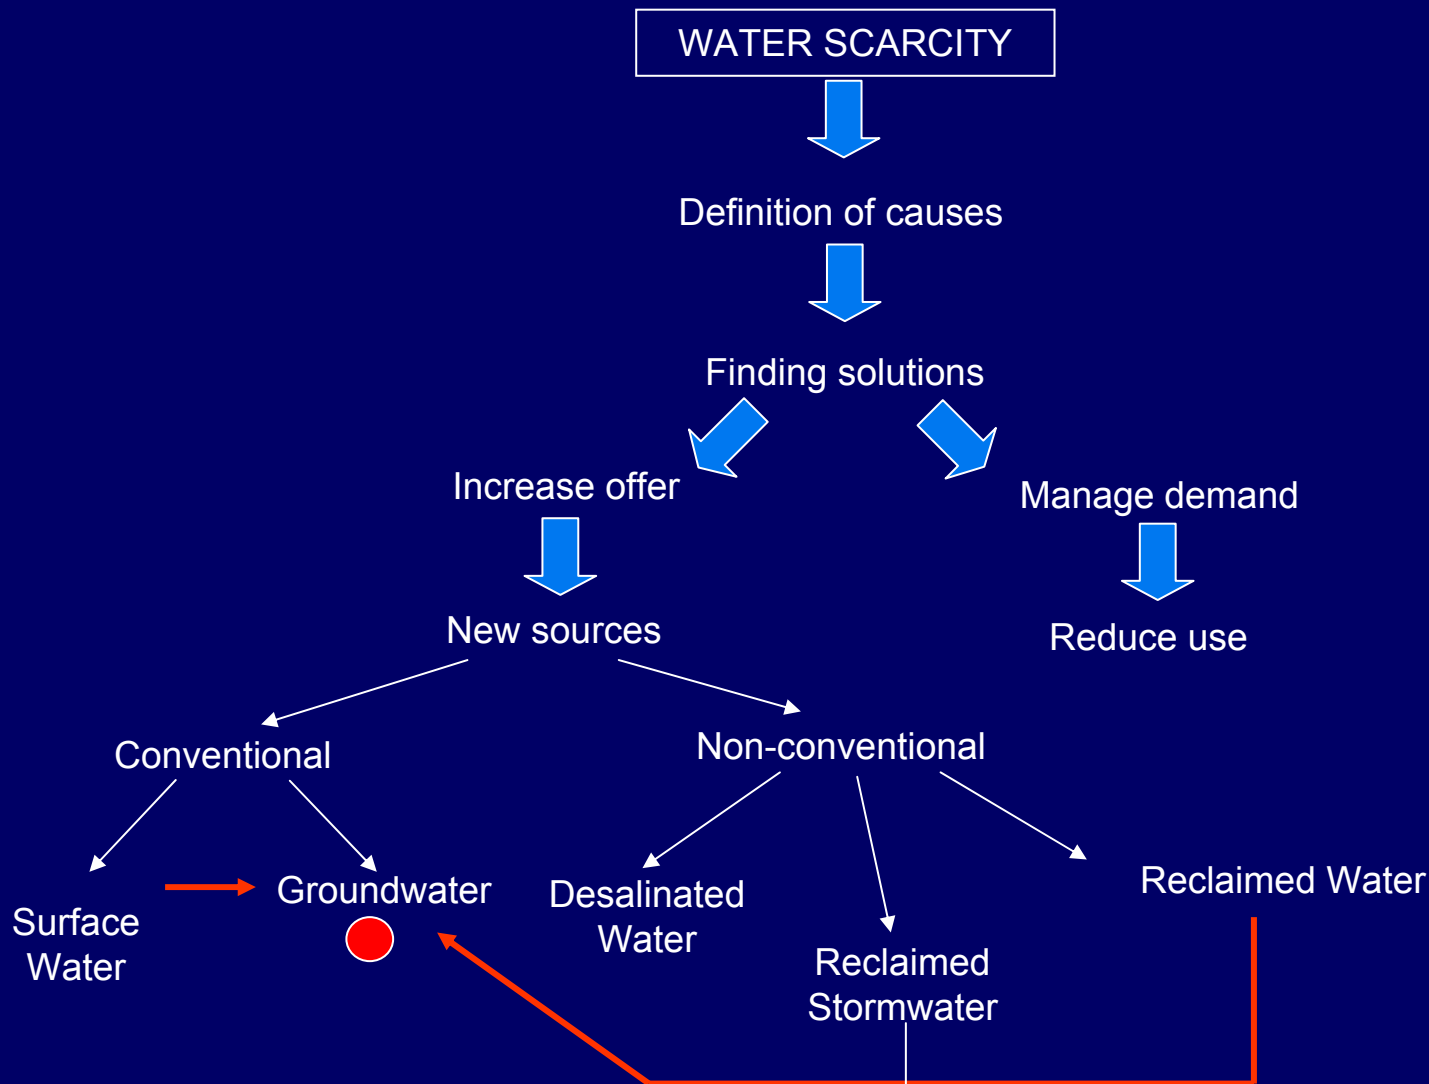 WATER SCARCITY
Definition of causes
Finding solutions
Increase offer
Manage demand
New sources
Reduce use
Conventional
Non-conventional
Surface
Water
Groundwater
Desalinated
Water
Reclaimed
Stormwater
Reclaimed Water